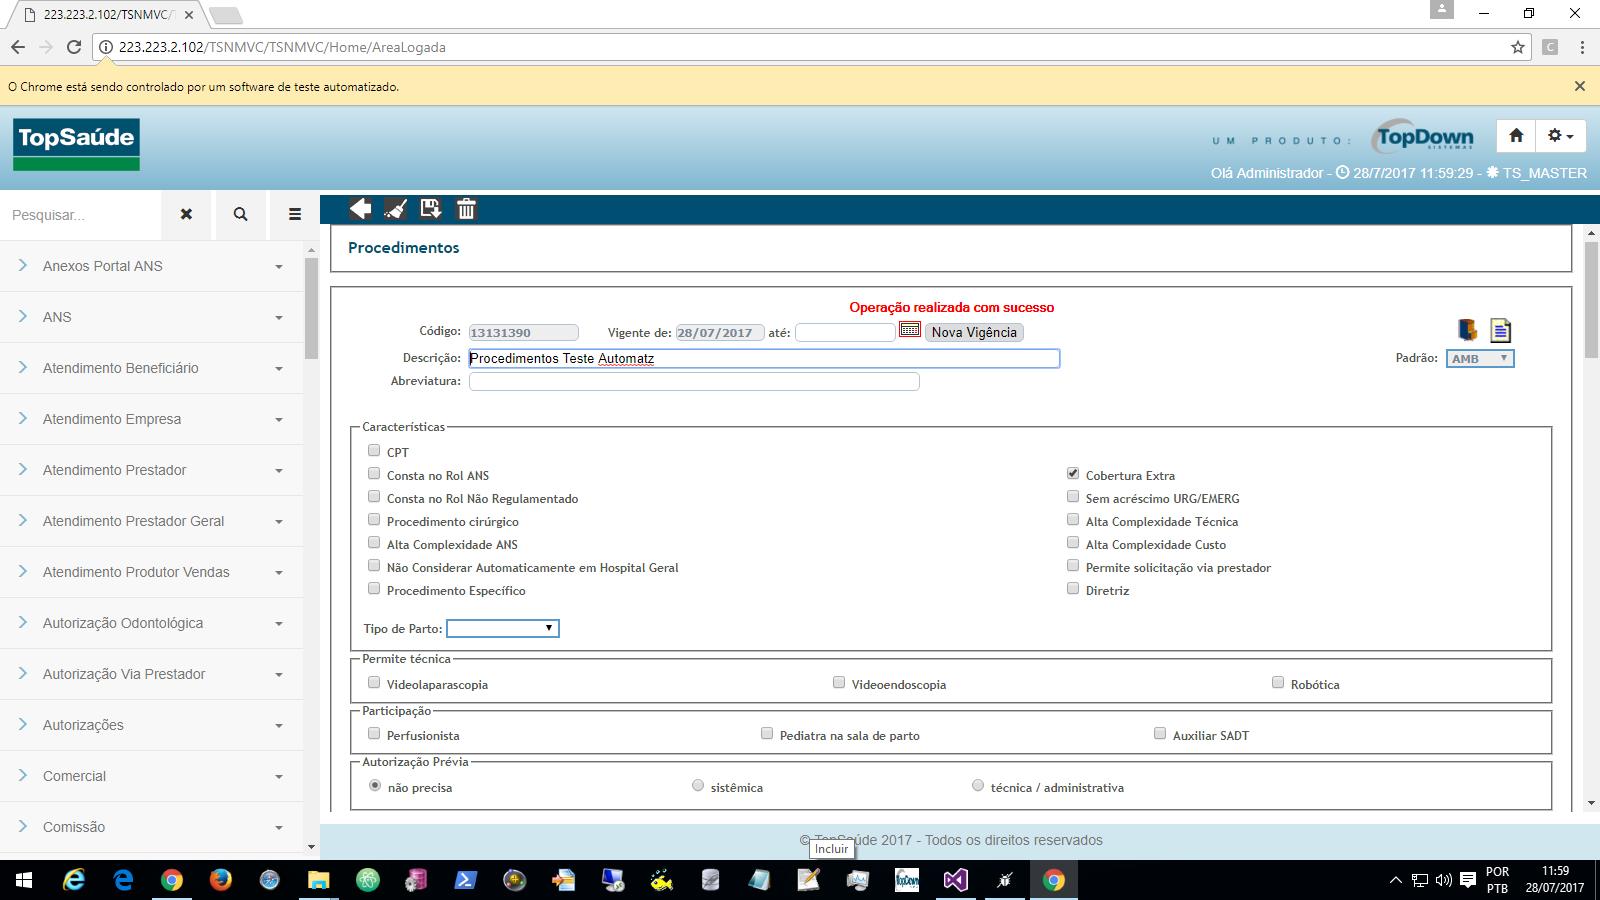 223.223.2.102/TSNMVC/T
223.223.2.102/TSNMVC/TSNMVC/Home/AreaLogada
C
O Chrome está sendo controlado por um software de teste automatizado.
TopSaúde
UM PRODUTO:
TopDown
SISTEMAS
Olá Administrador - 28/7/2017 11:59:29 - TS_MASTER
Pesquisar...
Procedimentos
Anexos Portal ANS
ANS
Atendimento Beneficiário
Atendimento Empresa
Atendimento Prestador
Atendimento Prestador Geral
Atendimento Produtor Vendas
Autorização Odontológica
Autorização Via Prestador
Autorizações
Comercial
Comissão
Operação realizada com sucesso
Código: 13131390 Vigente de: 28/07/2017 até: Nova Vigência
Descrição: Procedimentos Teste Automatz
Padrão: AMB
Abreviatura:
Características
CPT
Consta no Rol ANS
Cobertura Extra
Consta no Rol Não Regulamentado
Sem acréscimo URG/EMERG
Procedimento cirúrgico
Alta Complexidade Técnica
Alta Complexidade ANS
Alta Complexidade Custo
Não Considerar Automaticamente em Hospital Geral
Permite solicitação via prestador
Procedimento Específico
Diretriz
Tipo de Parto:
Permite técnica
Videolaparascopia
Videoendoscopia
Robótica
Participação
Perfusionista
Pediatra na sala de parto
Auxiliar SADT
Autorização Prévia
não precisa
sistêmica
técnica / administrativa
© TopSaúde 2017 - Todos os direitos reservados
Incluir
TopDown
POR
PTB
11:59
28/07/2017